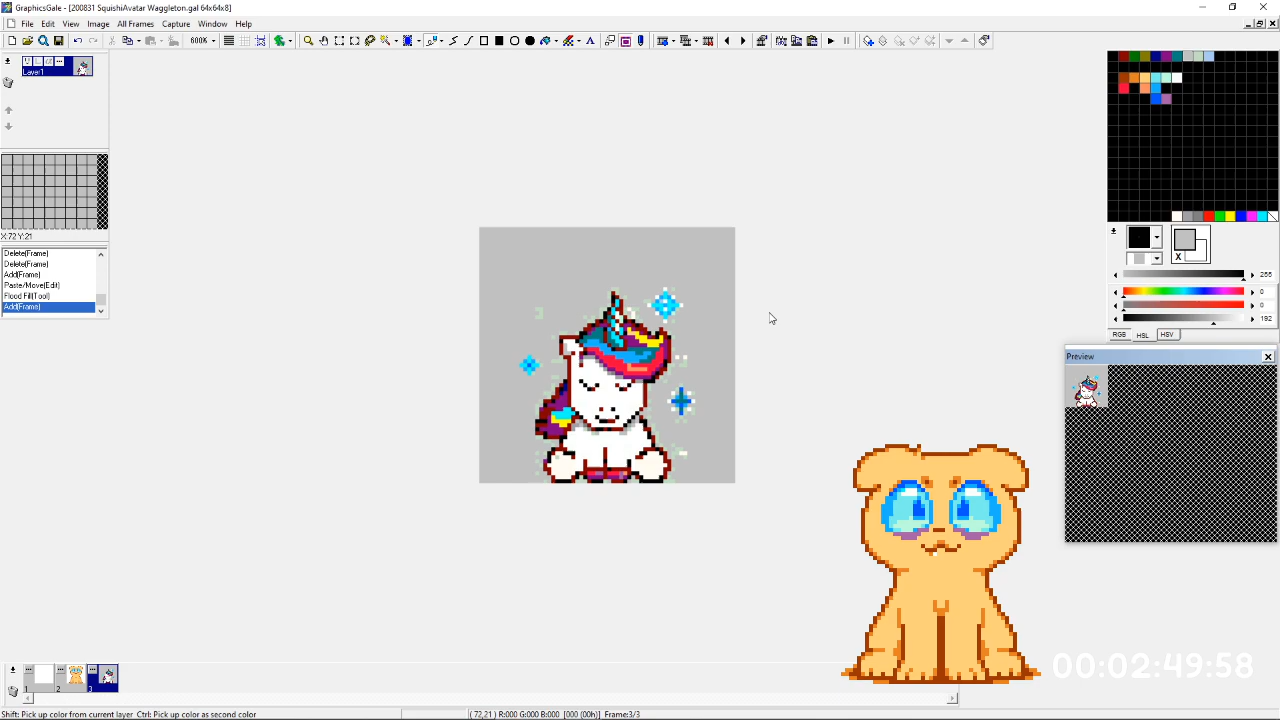 GraphicsGale - [200831 SquishiAvatar Waggleton.gal 64x64x8]
File Edit View Image All Frames Capture Window Help
600%
Layer1
X:72 Y:21
Delete(Frame)
Delete(Frame)
Add(Frame)
Paste/Move(Edit)
Flood Fill(Tool)
Add(Frame)
X
255
0
0
192
RGB HSL HSV
Preview
1 2 3
00:02:49:58
Shift: Pick up color from current layer Ctrl: Pick up color as second color
( 72,21) R:000 G:000 B:000 [000 (00h)] Frame:3/3